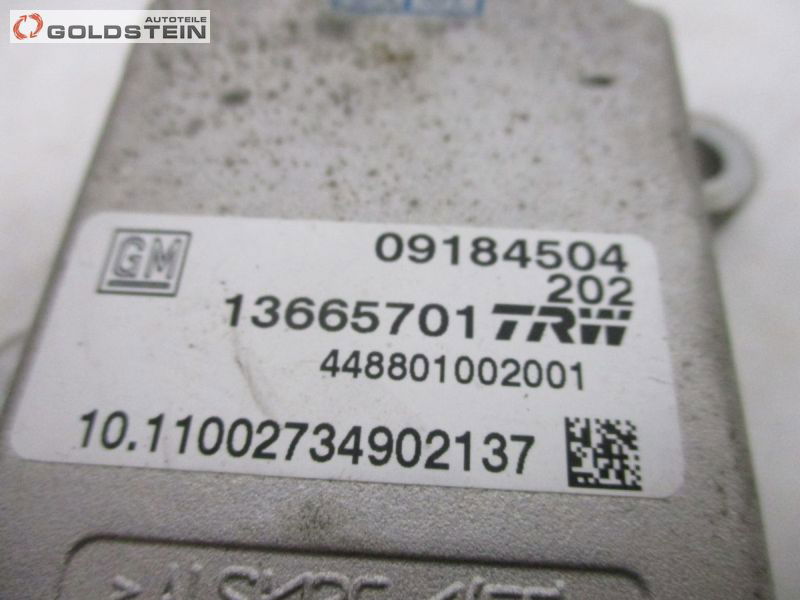 AUTOTEILE
GOLDSTEIN
GM
09184504
202
13665701 TRW
448801002001
10.11002734902137